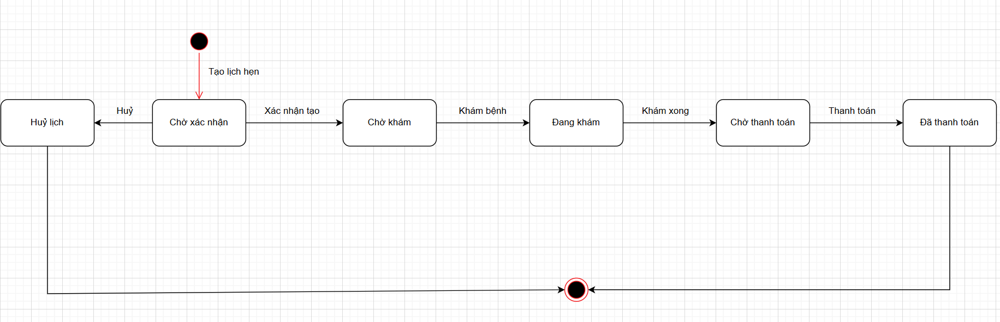 Tạo lịch hẹn
Huỷ lịch
Huỷ
Chờ xác nhận
Xác nhận tạo
Chờ khám
Khám bệnh
Đang khám
Khám xong
Chờ thanh toán
Thanh toán
Đã thanh toán